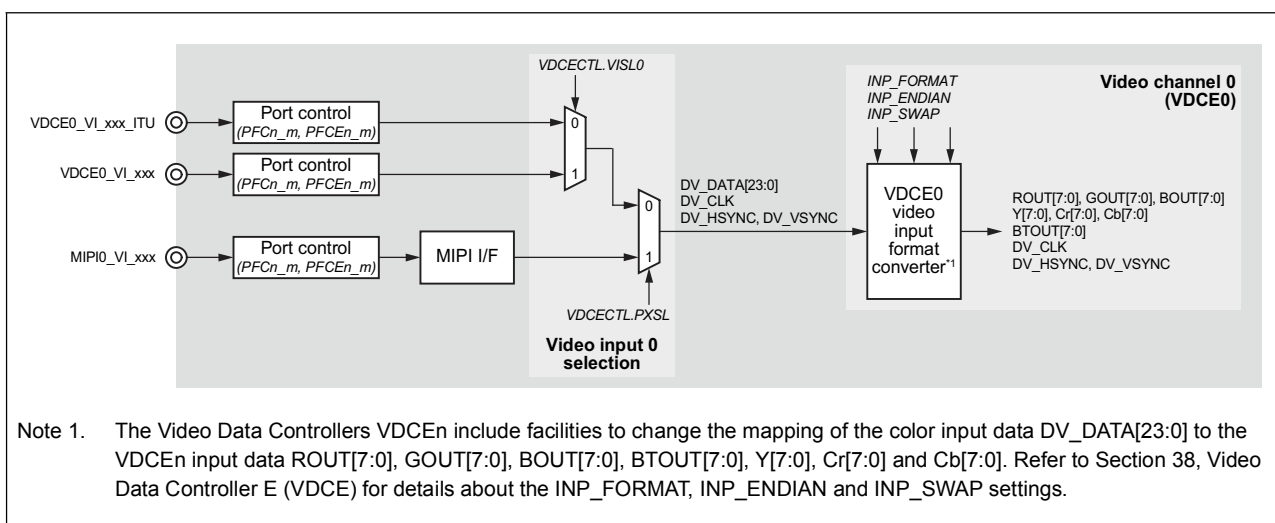 VDCECTL.VISL0
INP_FORMAT
INP_ENDIAN
INP_SWAP
Video channel 0
(VDCE0)
VDCE0_VI_xxx_ITU
Port control
(PFCn_m, PFCEn_m)
0
VDCE0_VI_xxx
Port control
(PFCn_m, PFCEn_m)
1
0
DV_DATA[23:0]
DV_CLK
DV_HSYNC, DV_VSYNC
VDCE0
video
input
format
converter*1
ROUT[7:0], GOUT[7:0], BOUT[7:0]
Y[7:0], Cr[7:0], Cb[7:0]
BTOUT[7:0]
DV_CLK
DV_HSYNC, DV_VSYNC
MIPI0_VI_xxx
Port control
(PFCn_m, PFCEn_m)
MIPI I/F
1
VDCECTL.PXSL
Video input 0
selection
Note 1. The Video Data Controllers VDCEn include facilities to change the mapping of the color input data DV_DATA[23:0] to the
VDCEn input data ROUT[7:0], GOUT[7:0], BOUT[7:0], BTOUT[7:0], Y[7:0], Cr[7:0] and Cb[7:0]. Refer to Section 38, Video
Data Controller E (VDCE) for details about the INP_FORMAT, INP_ENDIAN and INP_SWAP settings.